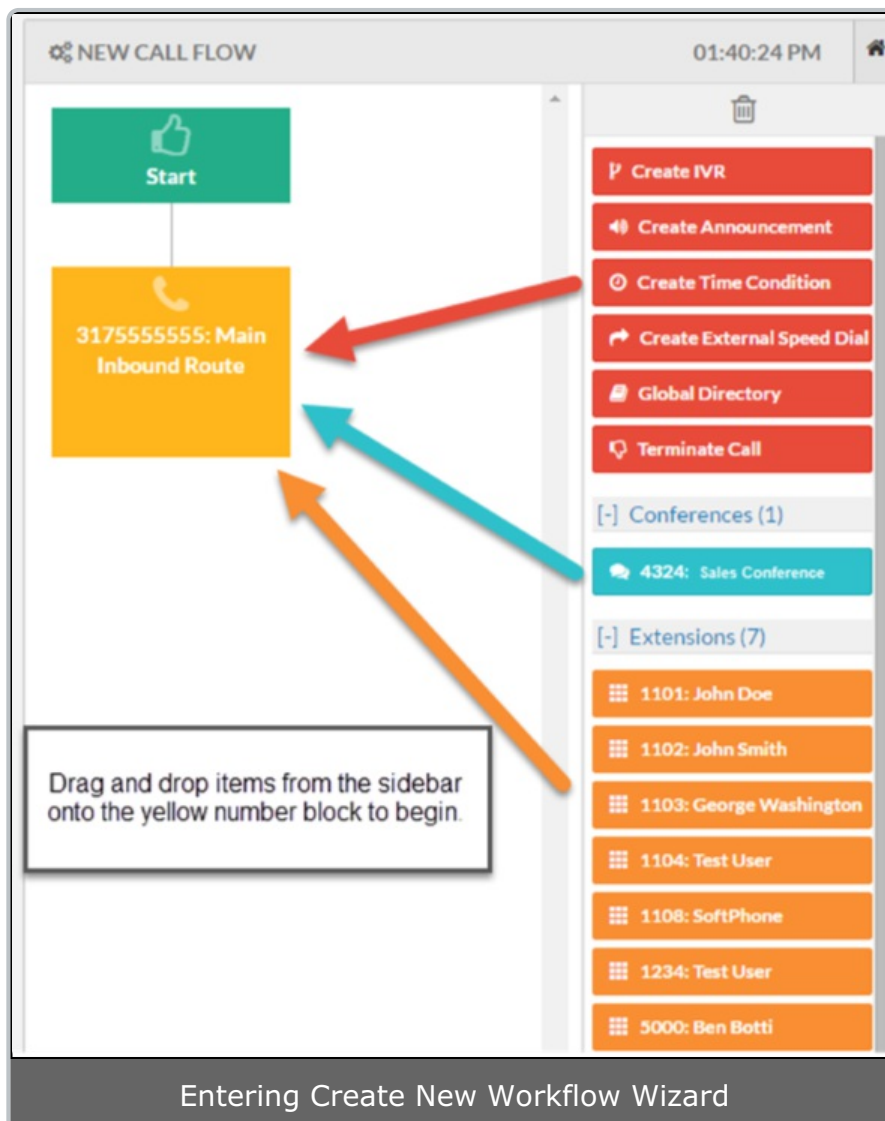 NEW CALL FLOW
01:40:24 PM
Start
3175555555: Main
Inbound Route
Drag and drop items from the sidebar
onto the yellow number block to begin.
Create IVR
Create Announcement
Create Time Condition
Create External Speed Dial
Global Directory
Terminate Call
[-] Conferences (1)
4324: Sales Conference
[-] Extensions (7)
1101: John Doe
1102: John Smith
1103: George Washington
1104: Test User
1108: SoftPhone
1234: Test User
5000: Ben Botti
Entering Create New Workflow Wizard